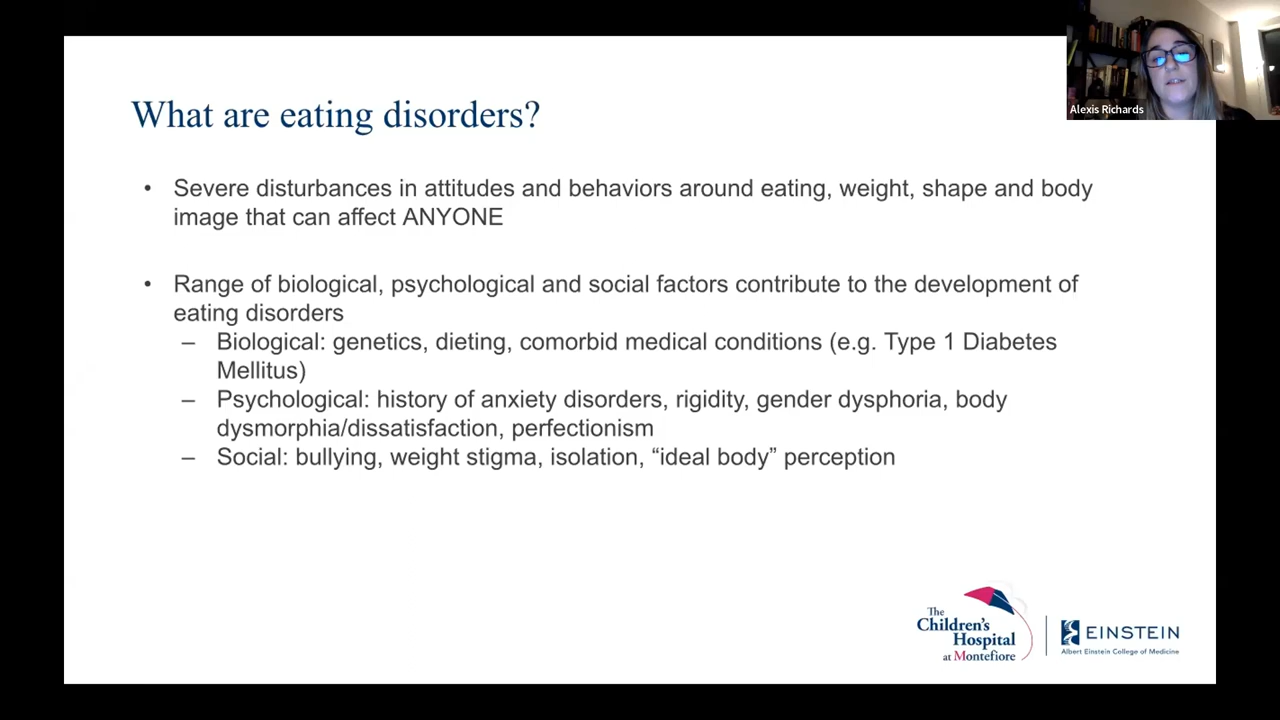 Alexis Richards
What are eating disorders?
• Severe disturbances in attitudes and behaviors around eating, weight, shape and body
image that can affect ANYONE
• Range of biological, psychological and social factors contribute to the development of
eating disorders
– Biological: genetics, dieting, comorbid medical conditions (e.g. Type 1 Diabetes
Mellitus)
– Psychological: history of anxiety disorders, rigidity, gender dysphoria, body
dysmorphia/dissatisfaction, perfectionism
– Social: bullying, weight stigma, isolation, “ideal body” perception
The
Children's
Hospital
at Montefiore
EINSTEIN
Albert Einstein College of Medicine